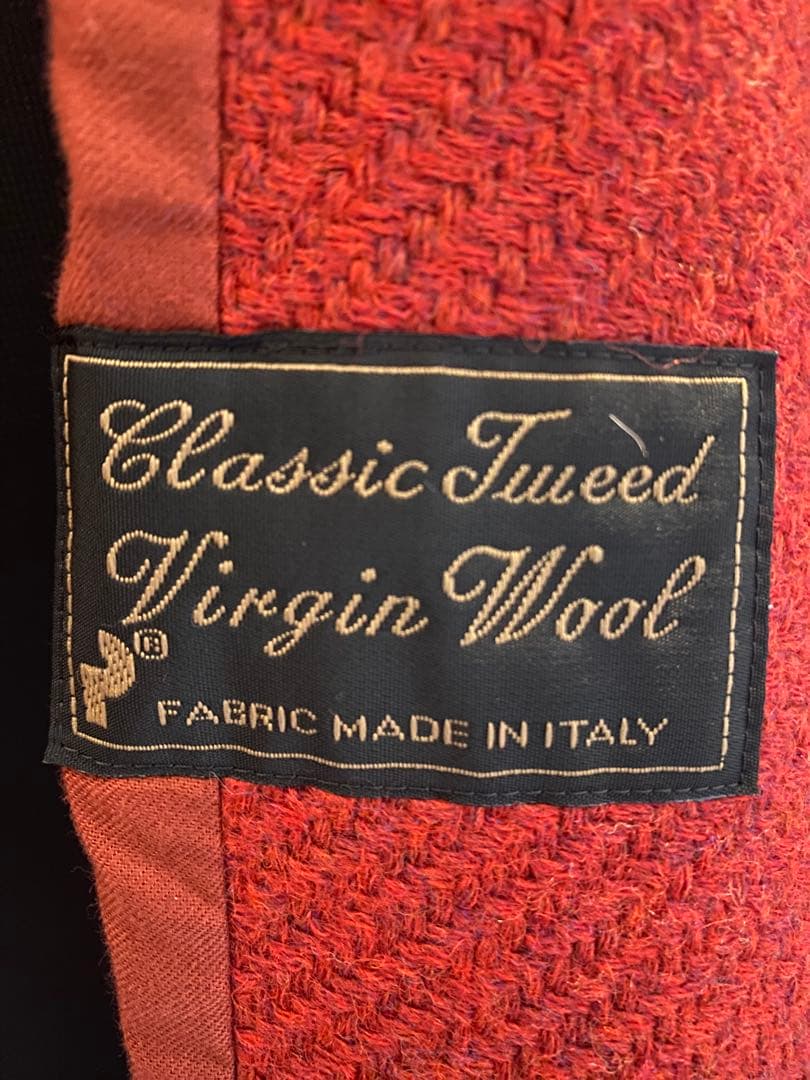 Classic Tweed
Virgin Wool
®
FABRIC MADE IN ITALY